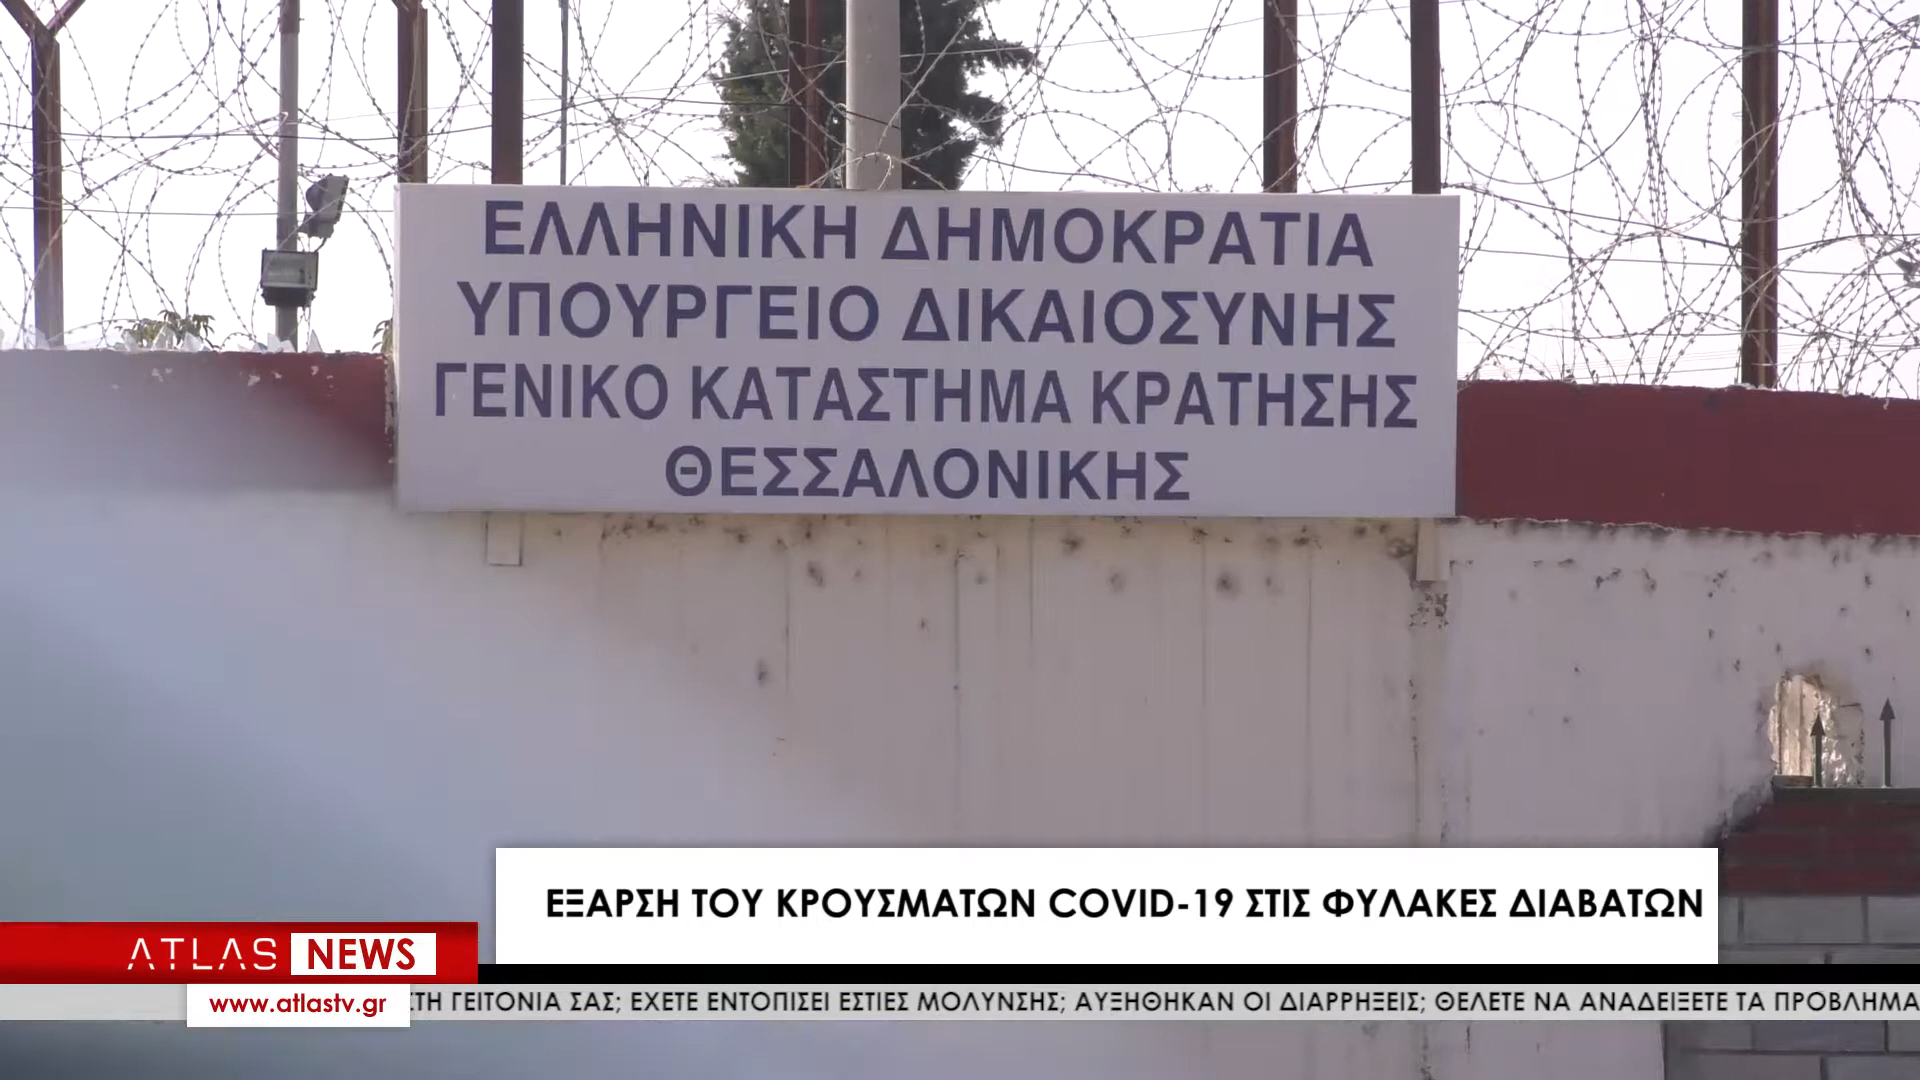 ΕΛΛΗΝΙΚΗ ΔΗΜΟΚΡΑΤΙΑ
ΥΠΟΥΡΓΕΙΟ ΔΙΚΑΙΟΣΥΝΗΣ
ΓΕΝΙΚΟ ΚΑΤΑΣΤΗΜΑ ΚΡΑΤΗΣΗΣ
ΘΕΣΣΑΛΟΝΙΚΗΣ
ΕΞΑΡΣΗ ΤΟΥ ΚΡΟΥΣΜΑΤΩΝ COVID-19 ΣΤΙΣ ΦΥΛΑΚΕΣ ΔΙΑΒΑΤΩΝ
ATLAS NEWS
www.atlastv.gr
ΣΤΗ ΓΕΙΤΟΝΙΑ ΣΑΣ; ΕΧΕΤΕ ΕΝΤΟΠΙΣΕΙ ΕΣΤΙΕΣ ΜΟΛΥΝΣΗΣ; ΑΥΞΗΘΗΚΑΝ ΟΙ ΔΙΑΡΡΗΞΕΙΣ; ΘΕΛΕΤΕ ΝΑ ΑΝΑΔΕΙΞΕΤΕ ΤΑ ΠΡΟΒΛΗΜΑ